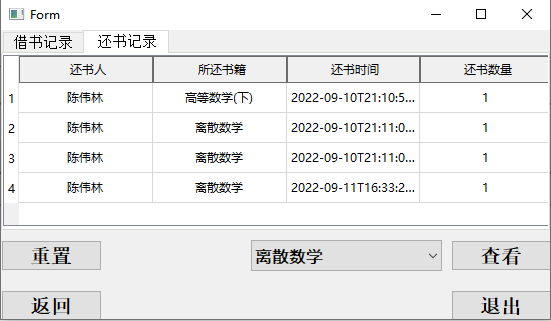 Form
借书记录 还书记录
还书人 所还书籍 还书时间 还书数量
1 陈伟林 高等数学(下) 2022-09-10T21:10:5... 1
2 陈伟林 离散数学 2022-09-10T21:11:0... 1
3 陈伟林 离散数学 2022-09-10T21:11:0... 1
4 陈伟林 离散数学 2022-09-11T16:33:2... 1
重置 离散数学 查看
返回 退出